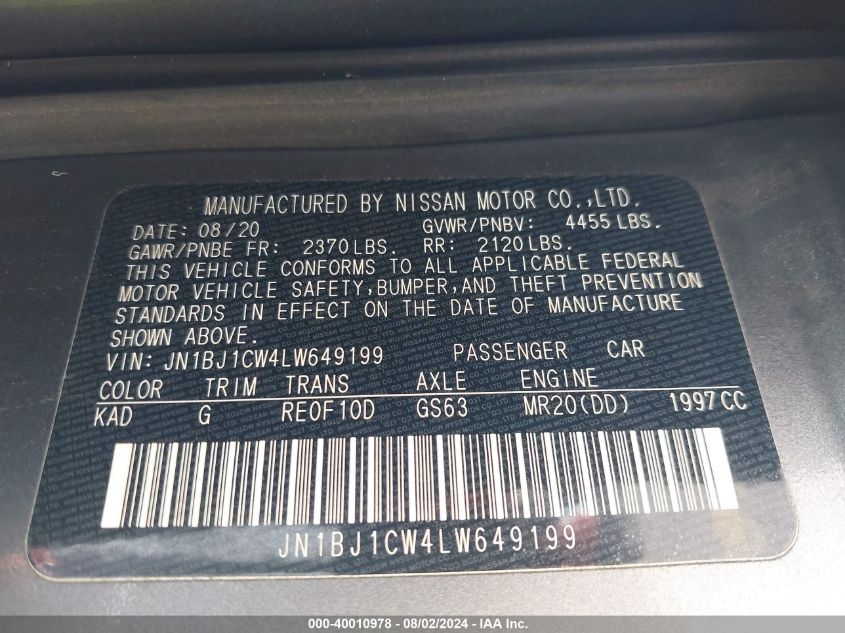 MANUFACTURED BY NISSAN MOTOR CO.,LTD.
DATE: 08/20 GVWR/PNBV: 4455 LBS.
GAWR/PNBE FR: 2370 LBS. RR: 2120 LBS.
THIS VEHICLE CONFORMS TO ALL APPLICABLE FEDERAL
MOTOR VEHICLE SAFETY,BUMPER,AND THEFT PREVENTION
STANDARDS IN EFFECT ON THE DATE OF MANUFACTURE
SHOWN ABOVE.
VIN: JN1BJ1CW4LW649199 PASSENGER CAR
COLOR TRIM TRANS AXLE ENGINE
KAD G RE0F10D GS63 MR20(DD) 1997 CC
JN1BJ1CW4LW649199
000-40010978 - 08/02/2024 - IAA Inc.